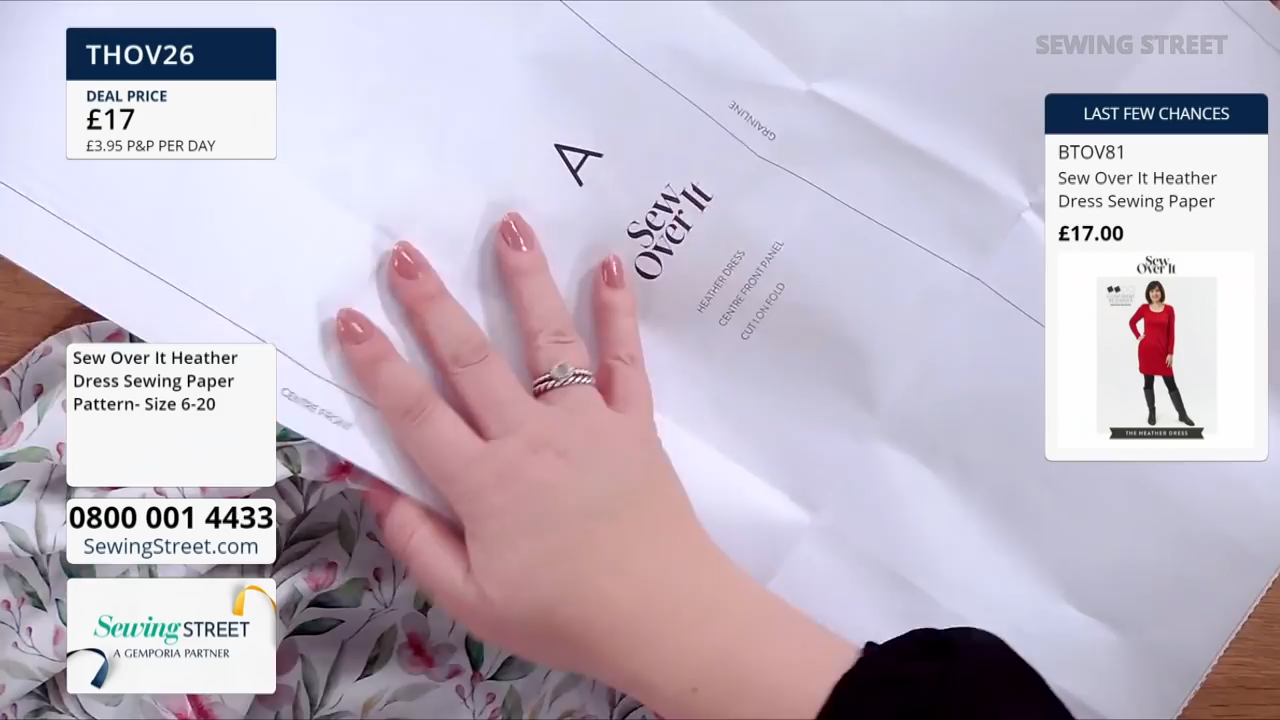 THOV26
DEAL PRICE
£17
£3.95 P&P PER DAY
Sew Over It Heather
Dress Sewing Paper
Pattern- Size 6-20
0800 001 4433
SewingStreet.com
Sewing STREET
A GEMPORIA PARTNER
A
GRAINLINE
Sew
Over It
HEATHER DRESS
CENTRE FRONT PANEL
CUT 1 ON FOLD
CENTRE FRONT
SEWING STREET
LAST FEW CHANCES
BTOV81
Sew Over It Heather
Dress Sewing Paper
£17.00
Sew
Over It
THE HEATHER DRESS